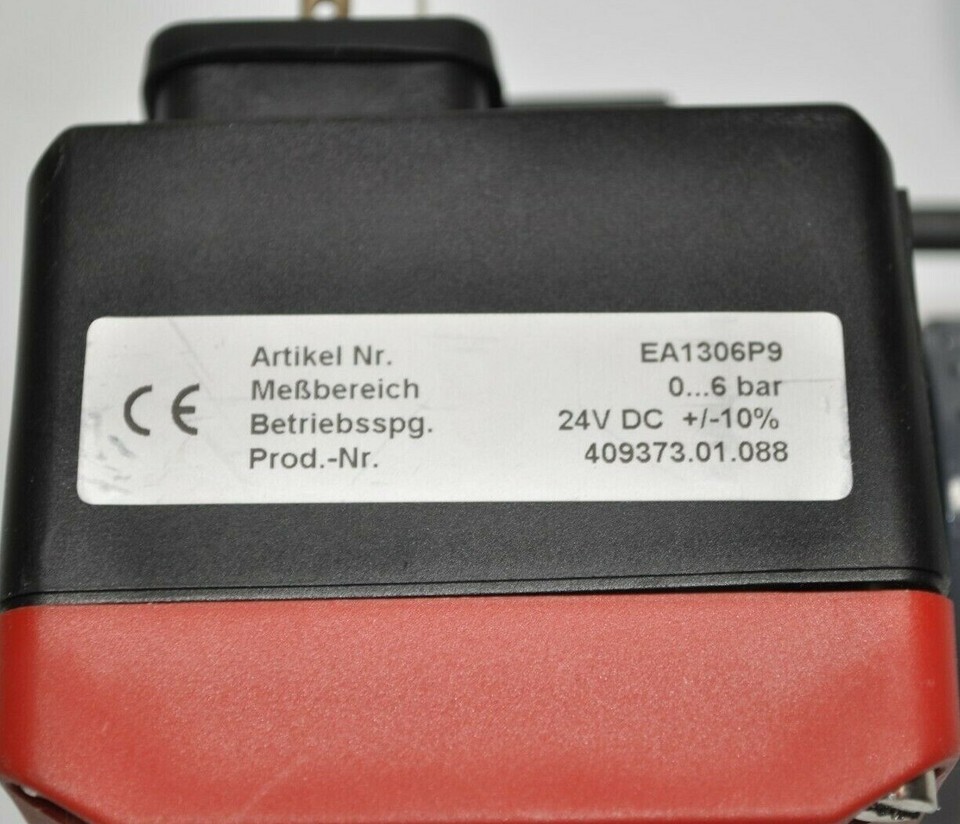 CE
Artikel Nr. EA1306P9
Meßbereich 0...6 bar
Betriebsspg. 24V DC +/-10%
Prod.-Nr. 409373.01.088